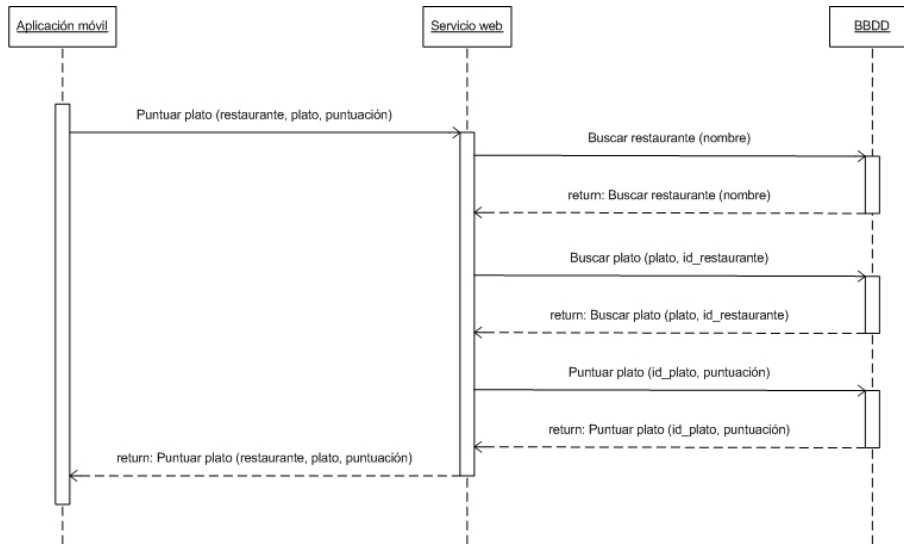 Aplicación móvil
Servicio web
BBDD
Puntuar plato (restaurante, plato, puntuación)
Buscar restaurante (nombre)
return: Buscar restaurante (nombre)
Buscar plato (plato, id_restaurante)
return: Buscar plato (plato, id_restaurante)
Puntuar plato (id_plato, puntuación)
return: Puntuar plato (id_plato, puntuación)
return: Puntuar plato (restaurante, plato, puntuación)